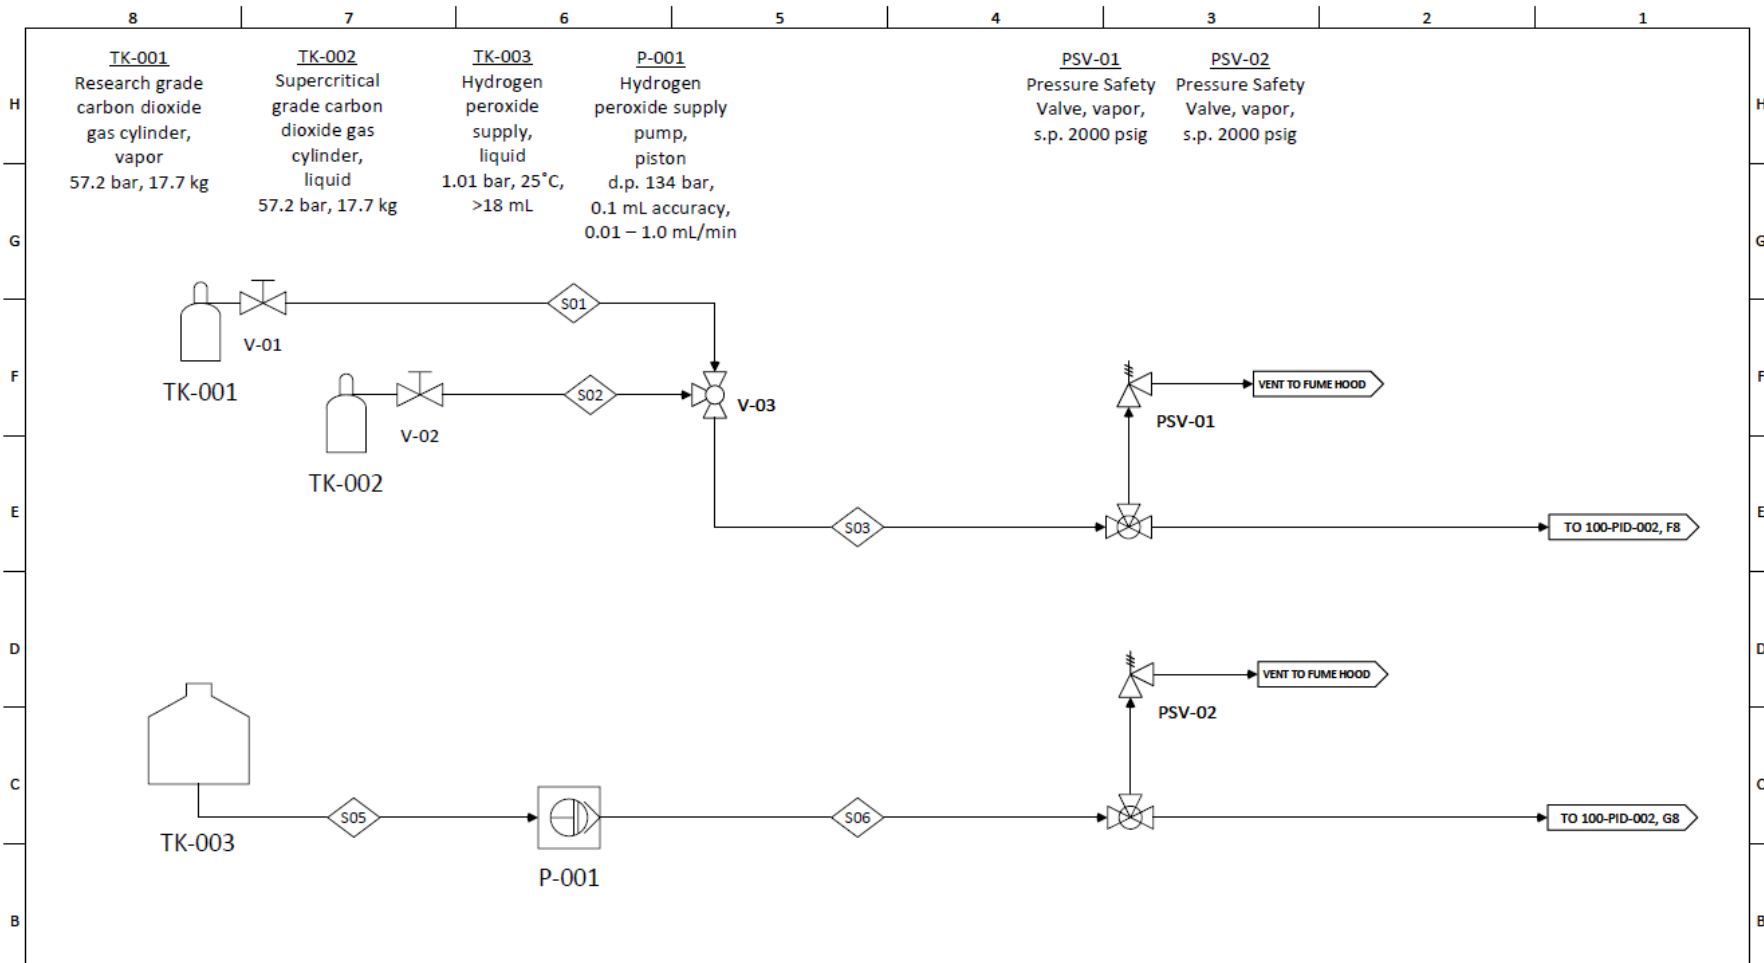 8 7 6 5 4 3 2 1
TK-001
Research grade
carbon dioxide
gas cylinder,
vapor
57.2 bar, 17.7 kg
TK-002
Supercritical
grade carbon
dioxide gas
cylinder,
liquid
57.2 bar, 17.7 kg
TK-003
Hydrogen
peroxide
supply,
liquid
1.01 bar, 25˚C,
>18 mL
P-001
Hydrogen
peroxide supply
pump,
piston
d.p. 134 bar,
0.1 mL accuracy,
0.01 – 1.0 mL/min
PSV-01
Pressure Safety
Valve, vapor,
s.p. 2000 psig
PSV-02
Pressure Safety
Valve, vapor,
s.p. 2000 psig
H H
G G
S01
V-01
TK-001
F F
VENT TO FUME HOOD
S02
V-03
PSV-01
V-02
TK-002
E E
S03
TO 100-PID-002, F8
D D
VENT TO FUME HOOD
PSV-02
C C
S05
S06
TO 100-PID-002, G8
TK-003
P-001
B B